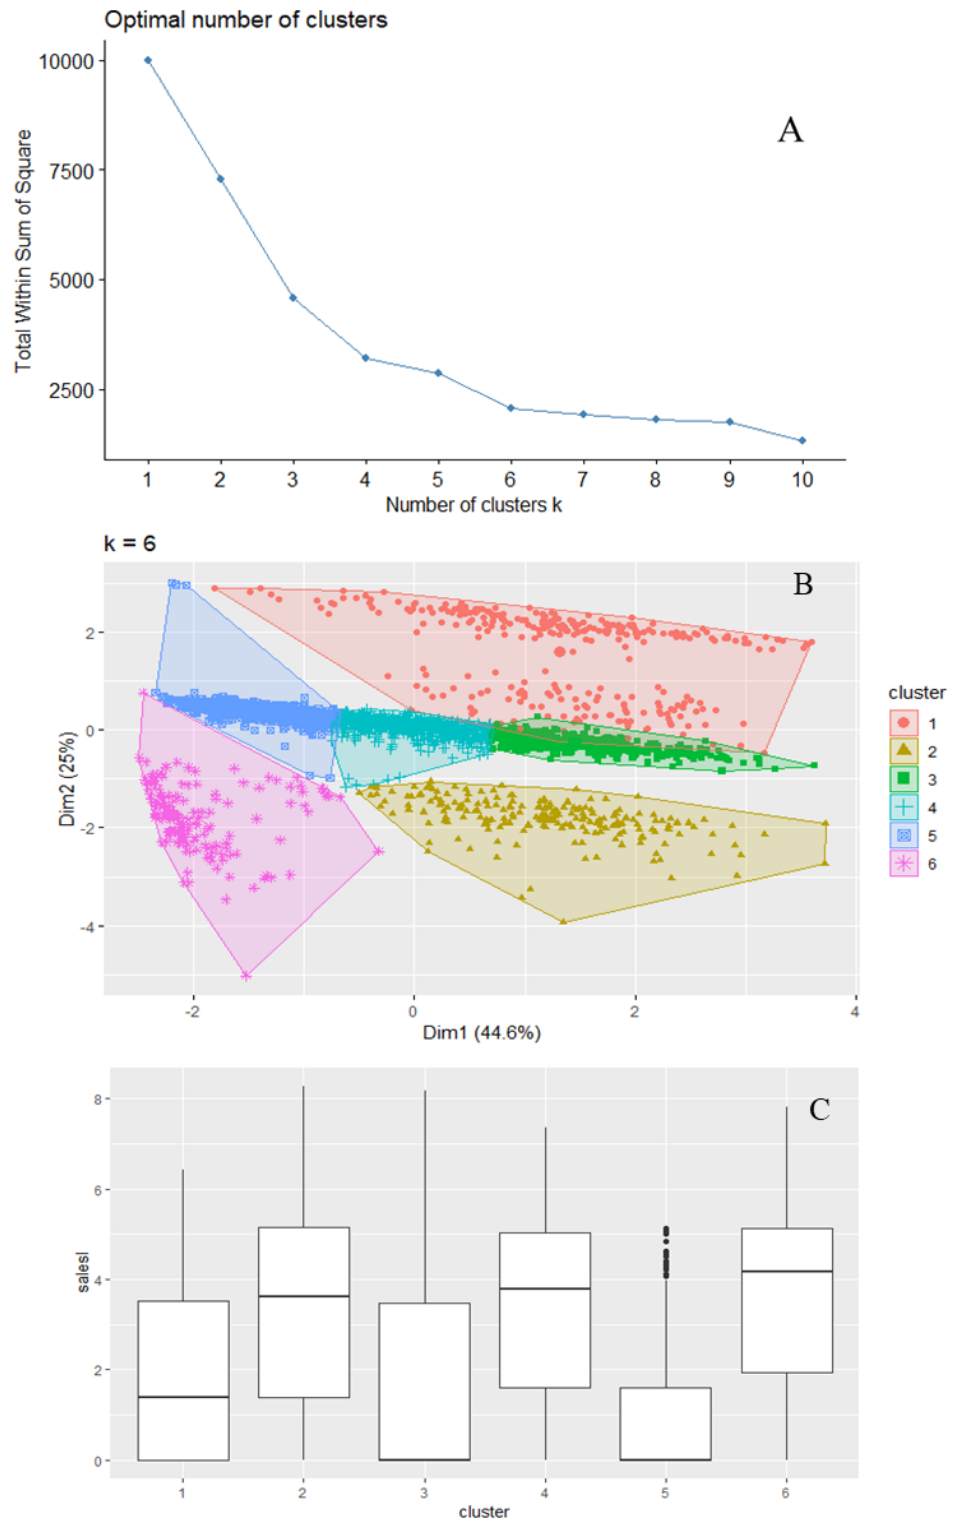 Optimal number of clusters
A
Total Within Sum of Square
10000
7500
5000
2500
1 2 3 4 5 6 7 8 9 10
Number of clusters k
k = 6
B
Dim2 (25%)
2
0
-2
-4
-2 0 2 4
Dim1 (44.6%)
cluster
1
2
3
4
5
6
C
salesl
8
6
4
2
0
1 2 3 4 5 6
cluster